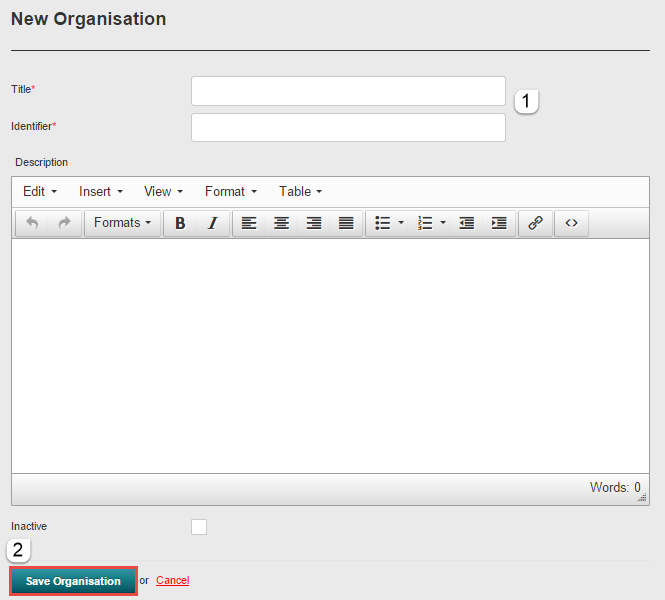 New Organisation
Title*
1
Identifier*
Description
Edit Insert View Format Table
Formats B I <>
Words: 0
Inactive
2
Save Organisation or Cancel